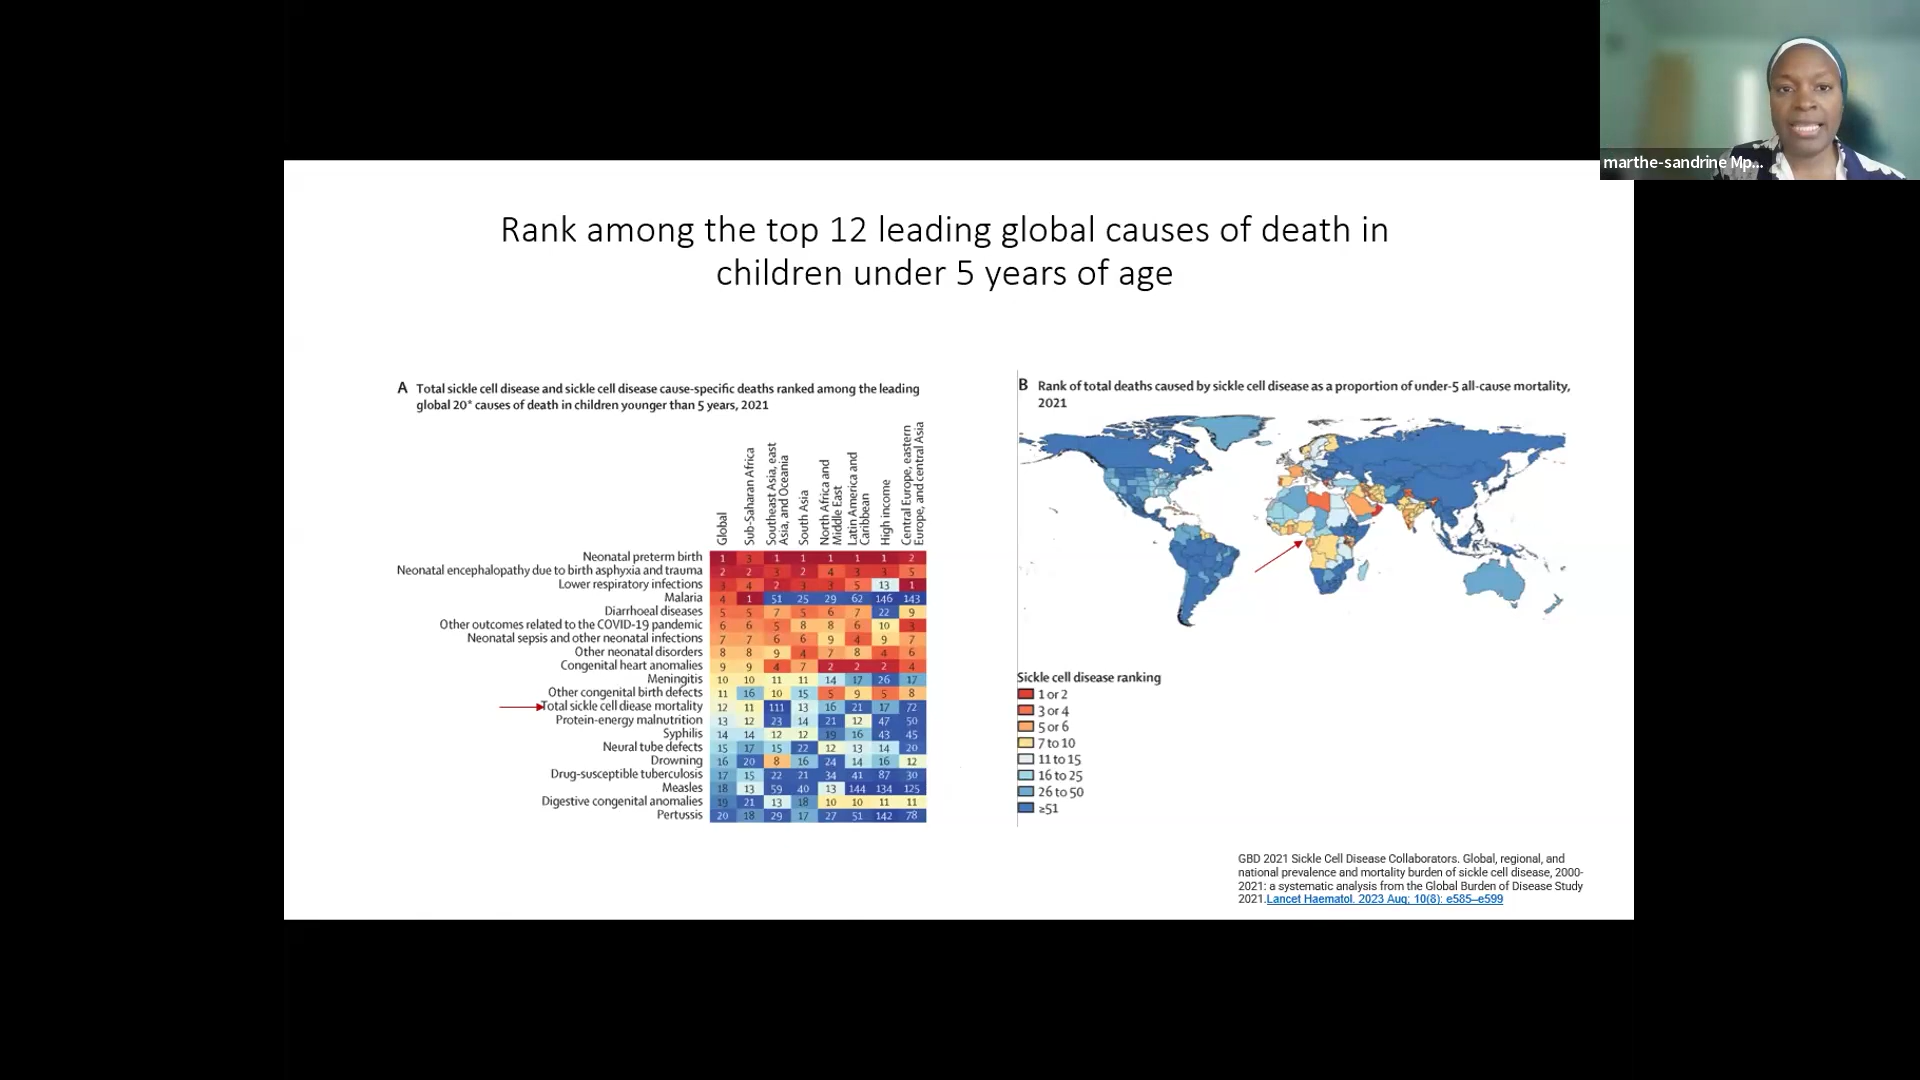 marthe-sandrine Mp...
Rank among the top 12 leading global causes of death in
children under 5 years of age
A Total sickle cell disease and sickle cell disease cause-specific deaths ranked among the leading
global 20* causes of death in children younger than 5 years, 2021
Global
Sub-Saharan Africa
Southeast Asia, east
Asia, and Oceania
South Asia
North Africa and
Middle East
Latin America and
Caribbean
High income
Central Europe, eastern
Europe, and central Asia
Neonatal preterm birth 1 3 1 1 1 1 1 2
Neonatal encephalopathy due to birth asphyxia and trauma 2 2 3 2 4 3 3 5
Lower respiratory infections 3 4 2 3 3 5 13 1
Malaria 4 1 51 25 29 62 146 143
Diarrhoeal diseases 5 5 7 5 6 7 22 9
Other outcomes related to the COVID-19 pandemic 6 6 5 8 8 6 10 3
Neonatal sepsis and other neonatal infections 7 7 6 6 9 4 9 7
Other neonatal disorders 8 8 9 4 7 8 4 6
Congenital heart anomalies 9 9 4 7 2 2 2 4
Meningitis 10 10 11 11 14 17 26 17
Other congenital birth defects 11 16 10 15 5 9 5 8
Total sickle cell diease mortality 12 11 111 13 16 21 17 72
Protein-energy malnutrition 13 12 23 14 21 12 47 50
Syphilis 14 14 12 12 19 16 43 45
Neural tube defects 15 17 15 22 12 13 14 20
Drowning 16 20 8 16 24 14 16 12
Drug-susceptible tuberculosis 17 15 22 21 34 41 87 30
Measles 18 13 59 40 13 144 134 125
Digestive congenital anomalies 19 21 13 18 10 10 11 11
Pertussis 20 18 29 17 27 51 142 78
B Rank of total deaths caused by sickle cell disease as a proportion of under-5 all-cause mortality,
2021
Sickle cell disease ranking
1 or 2
3 or 4
5 or 6
7 to 10
11 to 15
16 to 25
26 to 50
≥51
GBD 2021 Sickle Cell Disease Collaborators. Global, regional, and
national prevalence and mortality burden of sickle cell disease, 2000-
2021: a systematic analysis from the Global Burden of Disease Study
2021.Lancet Haematol. 2023 Aug; 10(8): e585–e599